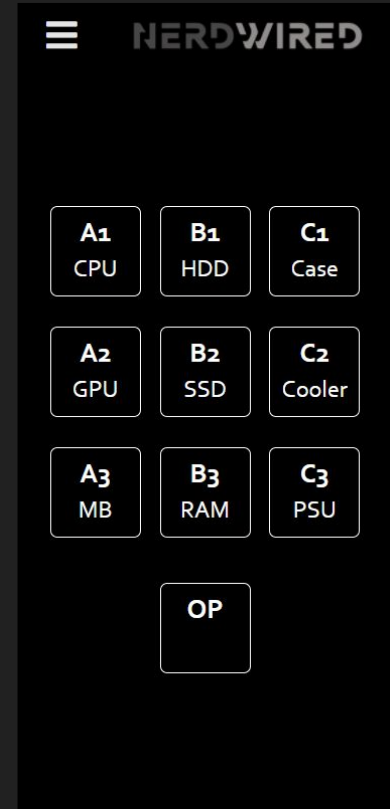 NERDWIRED
A1 B1 C1
CPU HDD Case
A2 B2 C2
GPU SSD Cooler
A3 B3 C3
MB RAM PSU
OP